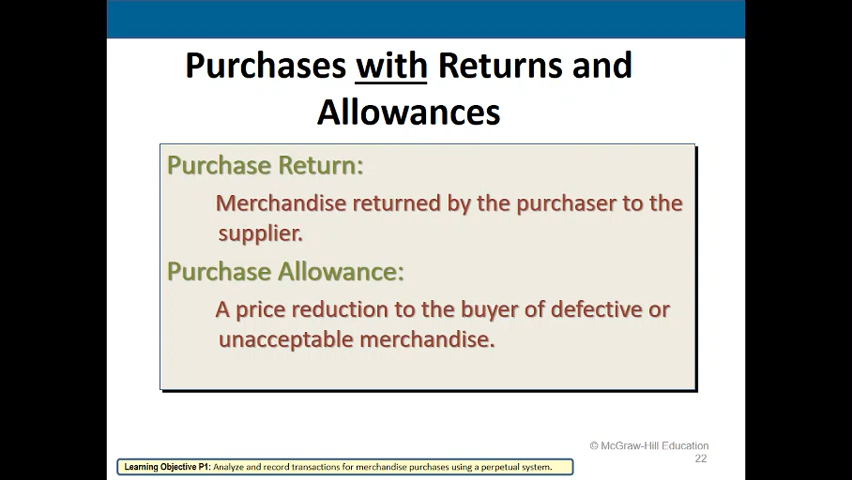 Purchases with Returns and
Allowances
Purchase Return:
Merchandise returned by the purchaser to the
supplier.
Purchase Allowance:
A price reduction to the buyer of defective or
unacceptable merchandise.
© McGraw-Hill Education
22
Learning Objective P1: Analyze and record transactions for merchandise purchases using a perpetual system.